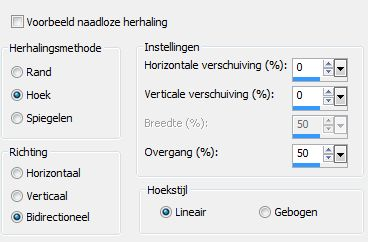 Voorbeeld naadloze herhaling
Herhalingsmethode
Rand
Hoek
Spiegelen
Richting
Horizontaal
Verticaal
Bidirectioneel
Instellingen
Horizontale verschuiving (%): 0
Verticale verschuiving (%): 0
Breedte (%): 50
Overgang (%): 50
Hoekstijl
Lineair Gebogen